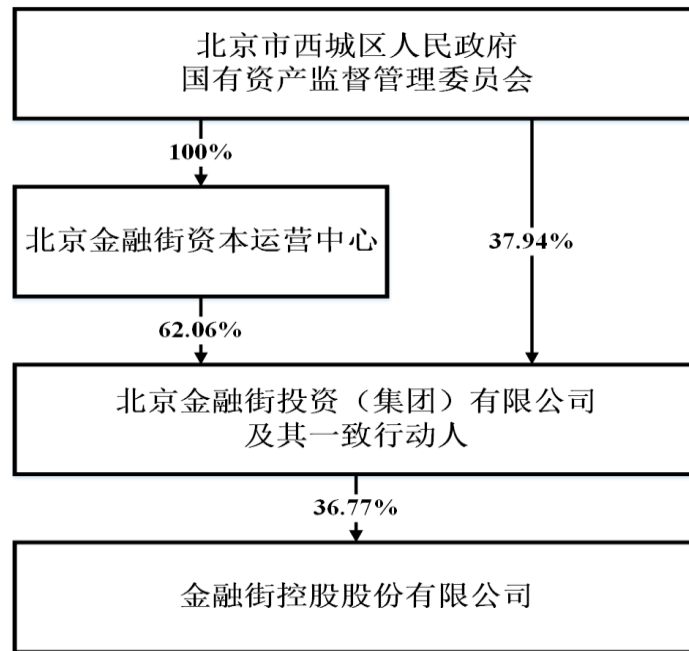 北京市西城区人民政府
国有资产监督管理委员会
100%
北京金融街资本运营中心
37.94%
62.06%
北京金融街投资（集团）有限公司
及其一致行动人
36.77%
金融街控股股份有限公司